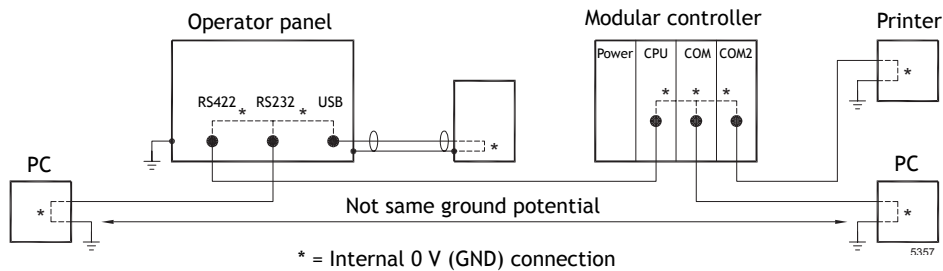 Operator panel
Modular controller
Printer
Power CPU COM COM2
*
* * *
RS422 RS232 USB
* *
*
PC
PC
*
*
Not same ground potential
* = Internal 0 V (GND) connection
5357